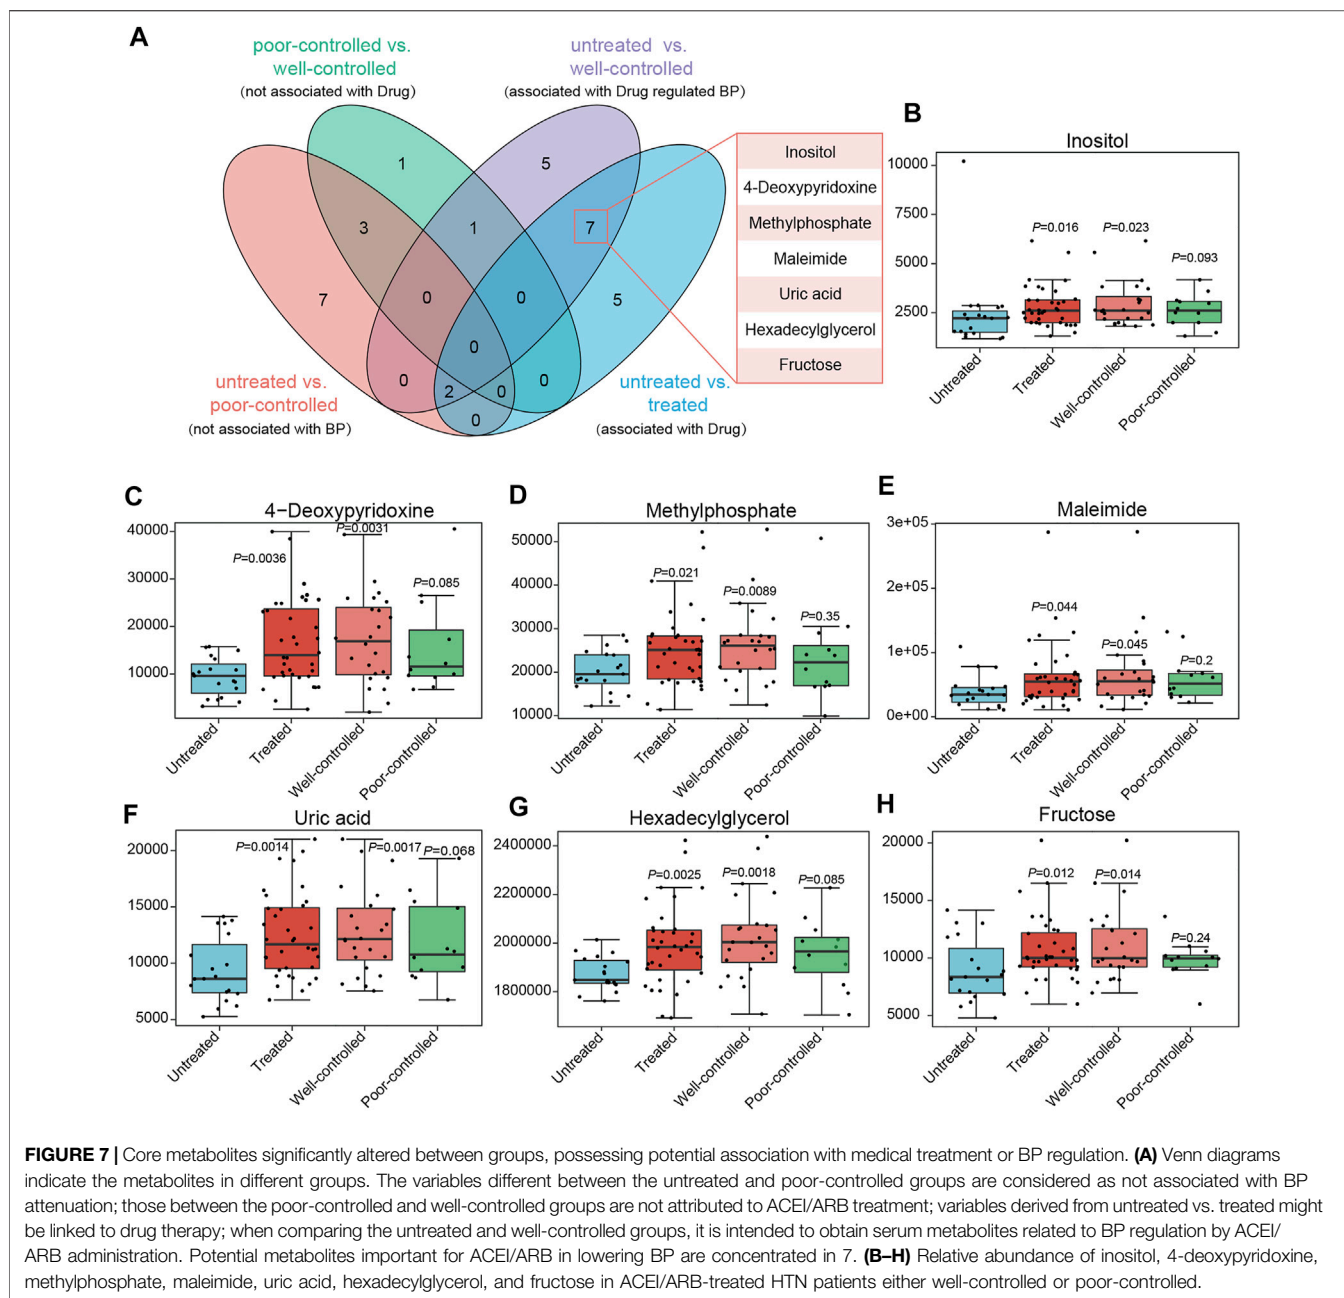 A
poor-controlled vs.
well-controlled
(not associated with Drug)
untreated vs.
well-controlled
(associated with Drug regulated BP)
1
5
3
1
7
7
0
0
5
0
0
2
0
0
0
untreated vs.
poor-controlled
(not associated with BP)
untreated vs.
treated
(associated with Drug)
Inositol
4-Deoxypyridoxine
Methylphosphate
Maleimide
Uric acid
Hexadecylglycerol
Fructose
B
Inositol
10000
7500
5000
2500
P=0.016
P=0.023
P=0.093
Untreated
Treated
Well-controlled
Poor-controlled
C
4−Deoxypyridoxine
40000
30000
20000
10000
P=0.0036
P=0.0031
P=0.085
Untreated
Treated
Well-controlled
Poor-controlled
D
Methylphosphate
50000
40000
30000
20000
10000
P=0.021
P=0.0089
P=0.35
Untreated
Treated
Well-controlled
Poor-controlled
E
Maleimide
3e+05
2e+05
1e+05
0e+00
P=0.044
P=0.045
P=0.2
Untreated
Treated
Well-controlled
Poor-controlled
F
Uric acid
20000
15000
10000
5000
P=0.0014
P=0.0017
P=0.068
Untreated
Treated
Well-controlled
Poor-controlled
G
Hexadecylglycerol
2400000
2200000
2000000
1800000
P=0.0025
P=0.0018
P=0.085
Untreated
Treated
Well-controlled
Poor-controlled
H
Fructose
20000
15000
10000
5000
P=0.012
P=0.014
P=0.24
Untreated
Treated
Well-controlled
Poor-controlled
FIGURE 7 | Core metabolites significantly altered between groups, possessing potential association with medical treatment or BP regulation. (A) Venn diagrams
indicate the metabolites in different groups. The variables different between the untreated and poor-controlled groups are considered as not associated with BP
attenuation; those between the poor-controlled and well-controlled groups are not attributed to ACEI/ARB treatment; variables derived from untreated vs. treated might
be linked to drug therapy; when comparing the untreated and well-controlled groups, it is intended to obtain serum metabolites related to BP regulation by ACEI/
ARB administration. Potential metabolites important for ACEI/ARB in lowering BP are concentrated in 7. (B–H) Relative abundance of inositol, 4-deoxypyridoxine,
methylphosphate, maleimide, uric acid, hexadecylglycerol, and fructose in ACEI/ARB-treated HTN patients either well-controlled or poor-controlled.